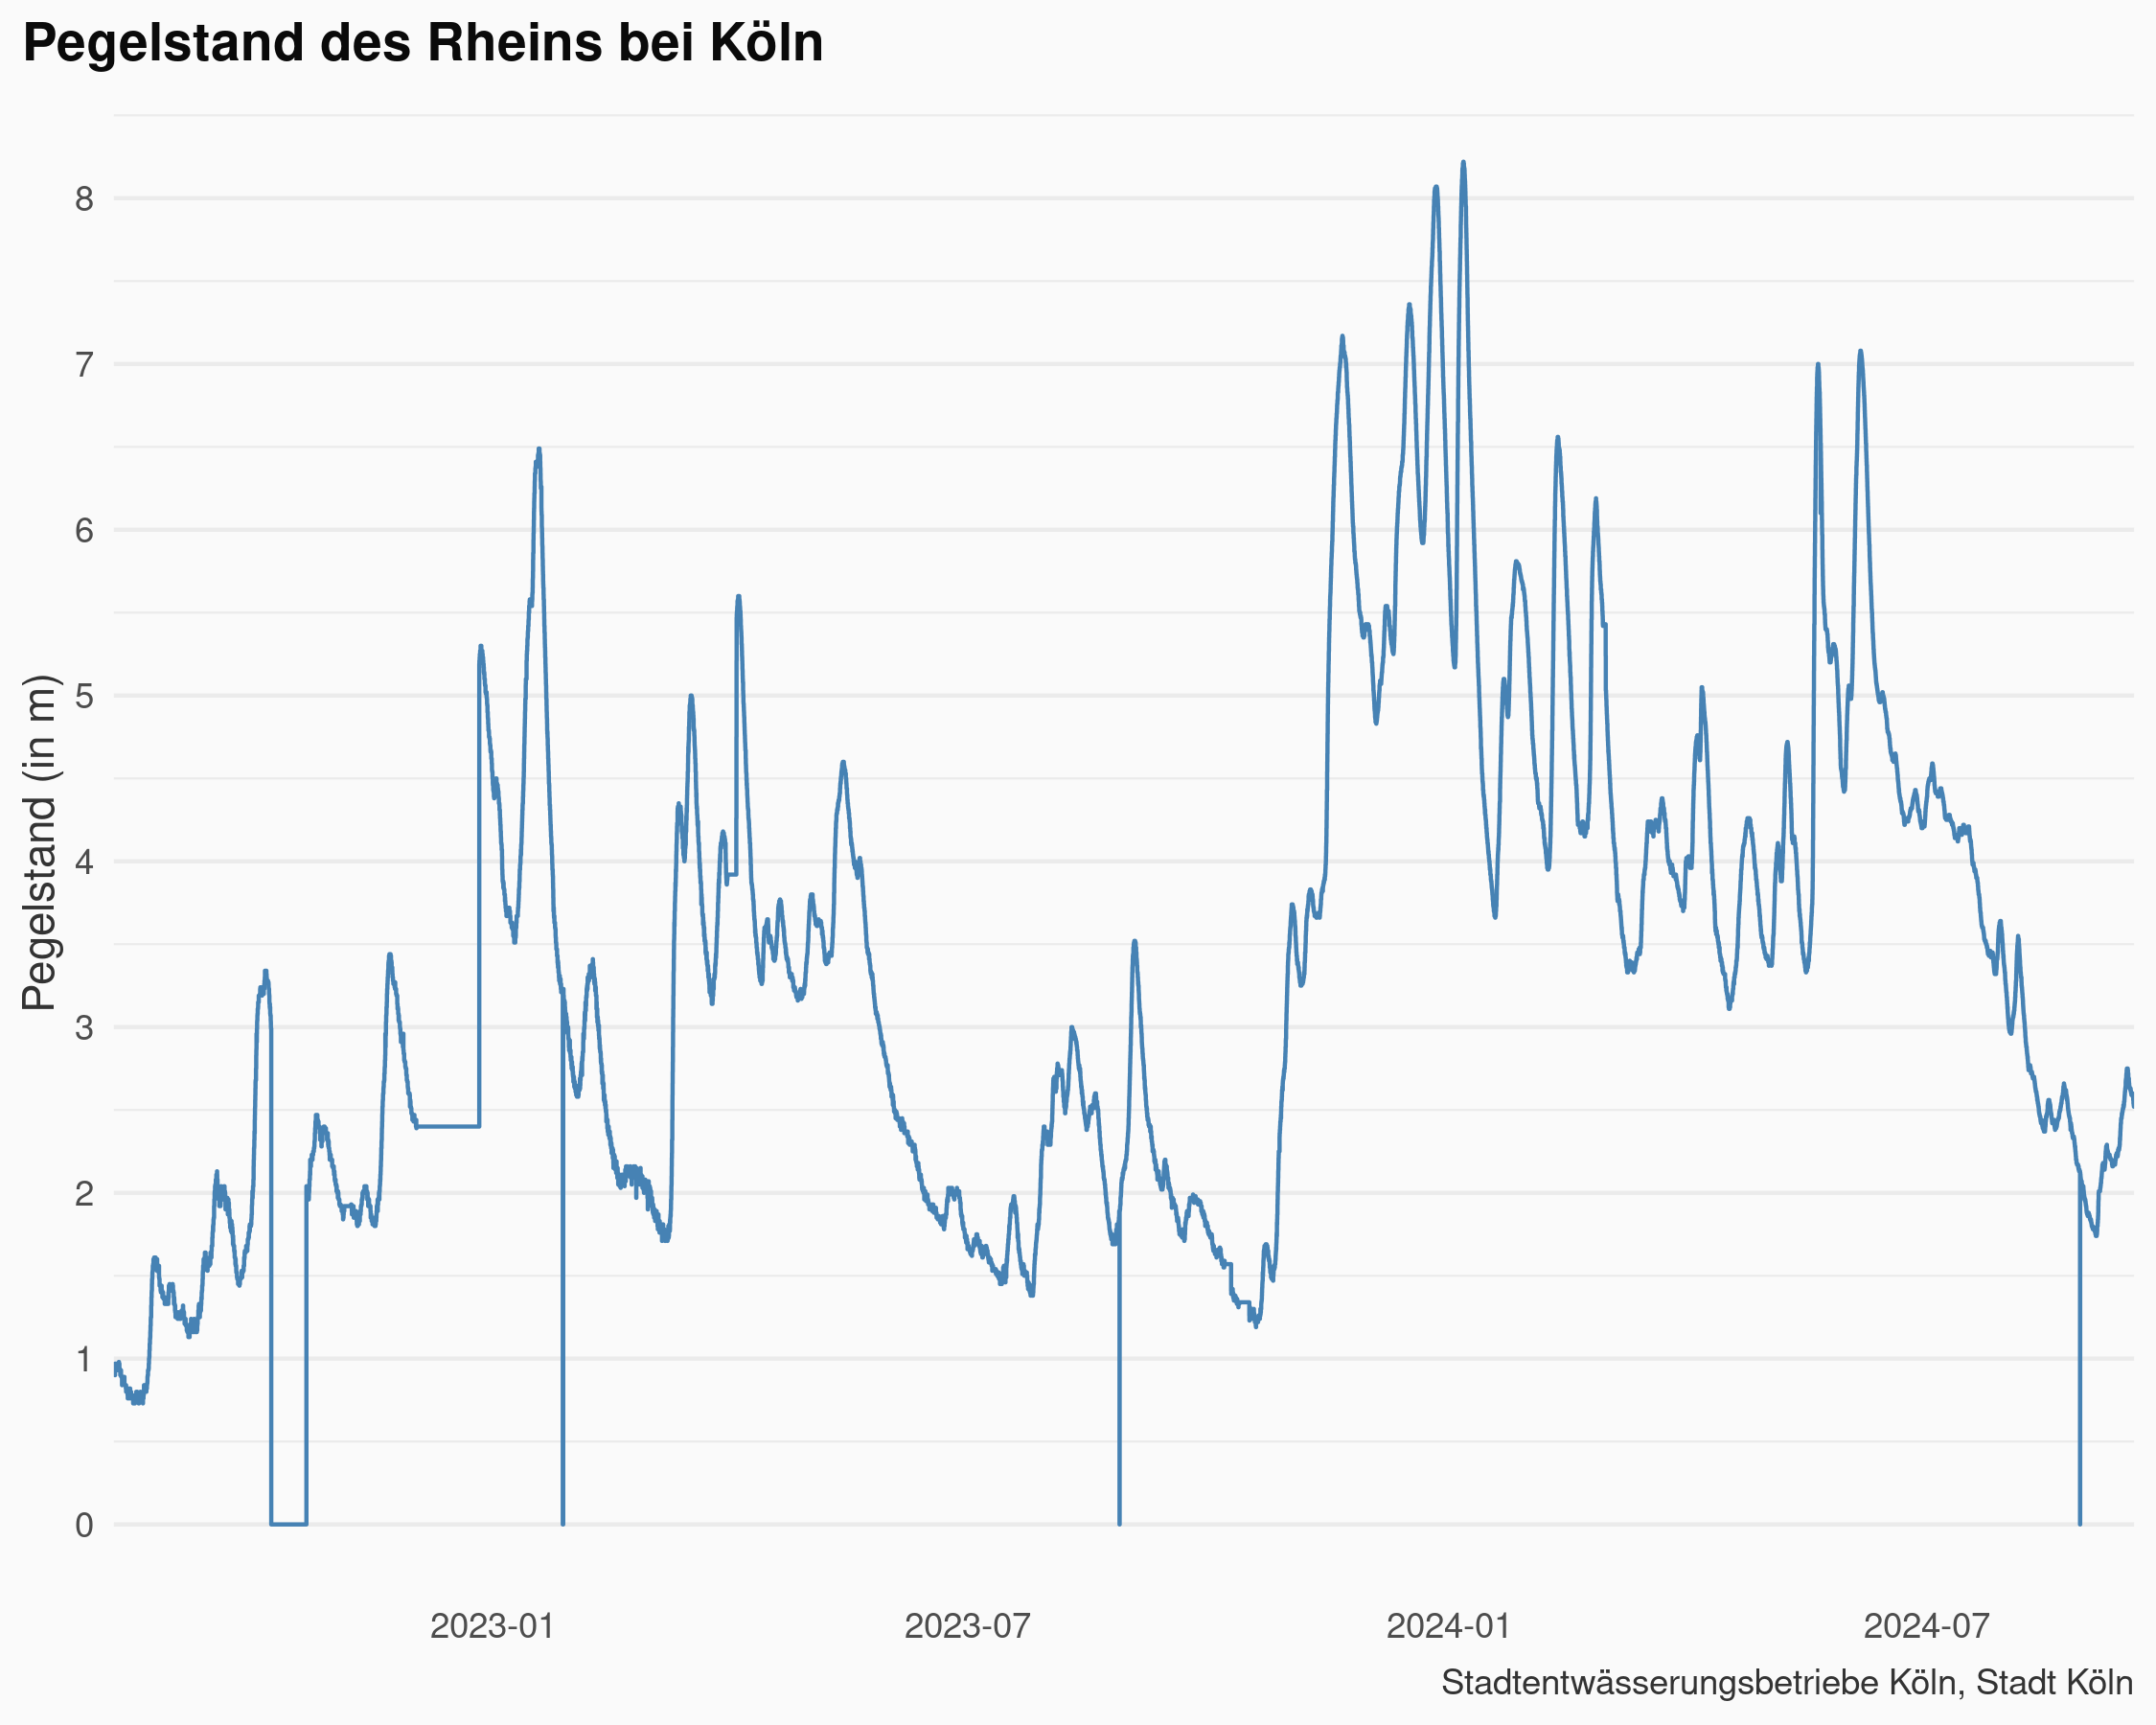 Pegelstand des Rheins bei Köln
Pegelstand (in m)
8
7
6
5
4
3
2
1
0
2023-01 2023-07 2024-01 2024-07
Stadtentwässerungsbetriebe Köln, Stadt Köln